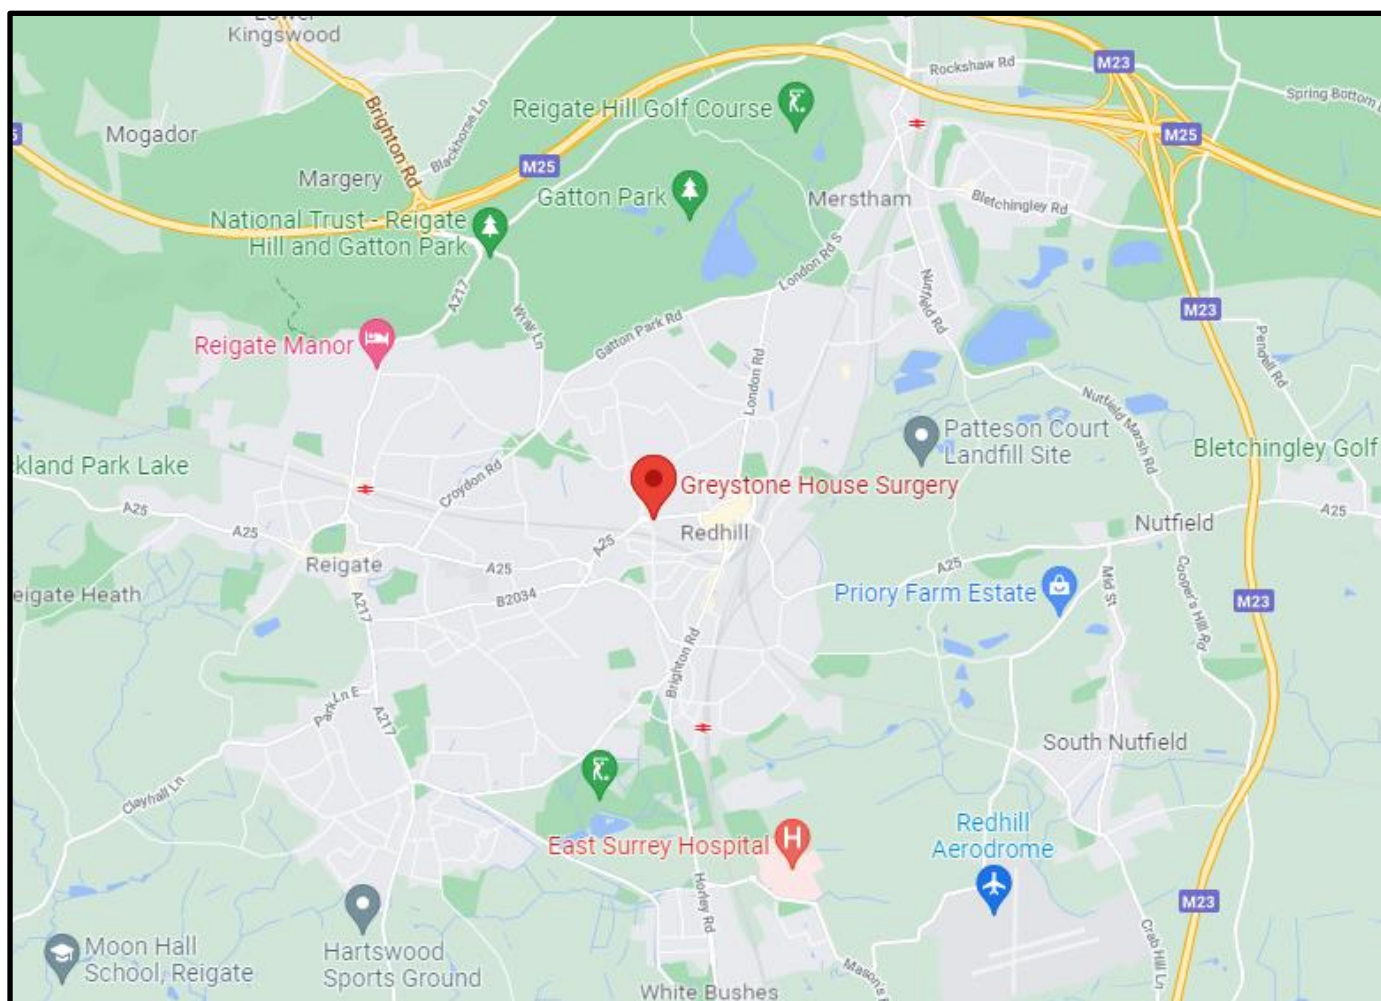 Lower
Kingswood
Rockshaw Rd
M23
Spring Bottom
Reigate Hill Golf Course
Mogador
Brighton Rd
Blackhorse Ln
M25
M25
Margery
Gatton Park
Merstham
Bletchingley Rd
National Trust - Reigate
Hill and Gatton Park
London Rd S
A217
Wray Ln
Nutfield Rd
M23
Reigate Manor
Gatton Park Rd
London Rd
Pendell Rd
Nutfield Marsh Rd
Patteson Court
Landfill Site
Bletchingley Golf
ckland Park Lake
Croydon Rd
Greystone House Surgery
A25
A25
Redhill
Nutfield
A25
A25
Reigate
A25
A25
B2034
eigate Heath
A217
Priory Farm Estate
Mid St
Cooper's Hill Rd
M23
Brighton Rd
Park Ln E
A217
South Nutfield
Clayhall Ln
East Surrey Hospital
H
Redhill
Aerodrome
Horley Rd
M23
Moon Hall
School, Reigate
Hartswood
Sports Ground
Mason's
Crab Hill Ln
White Bushes